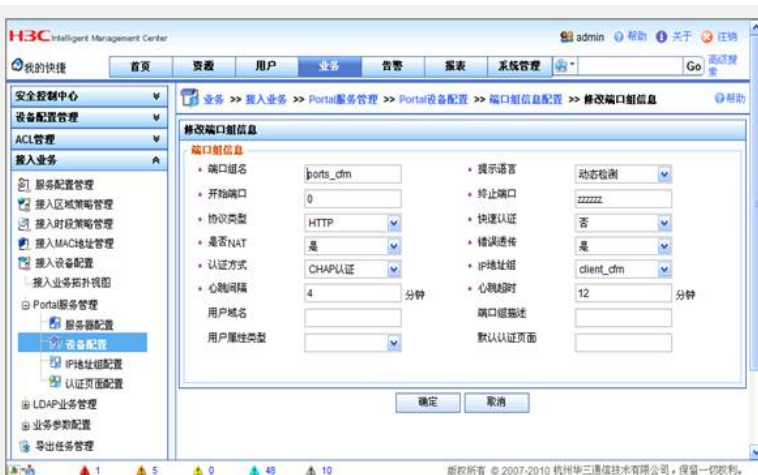 H3C Intelligent Management Center
admin 帮助 关于 注销
我的快捷 首页 资源 用户 业务 告警 报表 系统管理 Go 高级搜索
安全控制中心
设备配置管理
ACL管理
接入业务
服务配置管理
接入区域策略管理
接入时段策略管理
接入MAC地址管理
接入设备配置
接入业务拓扑视图
Portal服务管理
服务器配置
设备配置
IP地址组配置
认证页面配置
LDAP业务管理
业务参数配置
导出任务管理
业务 >> 接入业务 >> Portal服务管理 >> Portal设备配置 >> 端口组信息配置 >> 修改端口组信息 帮助
修改端口组信息
端口组信息
* 端口组名 ports_cfm * 提示语言 动态检测
* 开始端口 0 * 终止端口 zzzzzz
* 协议类型 HTTP * 快速认证 否
* 是否NAT 是 * 错误透传 是
* 认证方式 CHAP认证 * IP地址组 client_cfm
* 心跳间隔 4 分钟 * 心跳超时 12 分钟
用户域名 端口组描述
用户属性类型 默认认证页面
确定 取消
1 5 0 48 10 版权所有 © 2007-2010 杭州华三通信技术有限公司，保留一切权利。